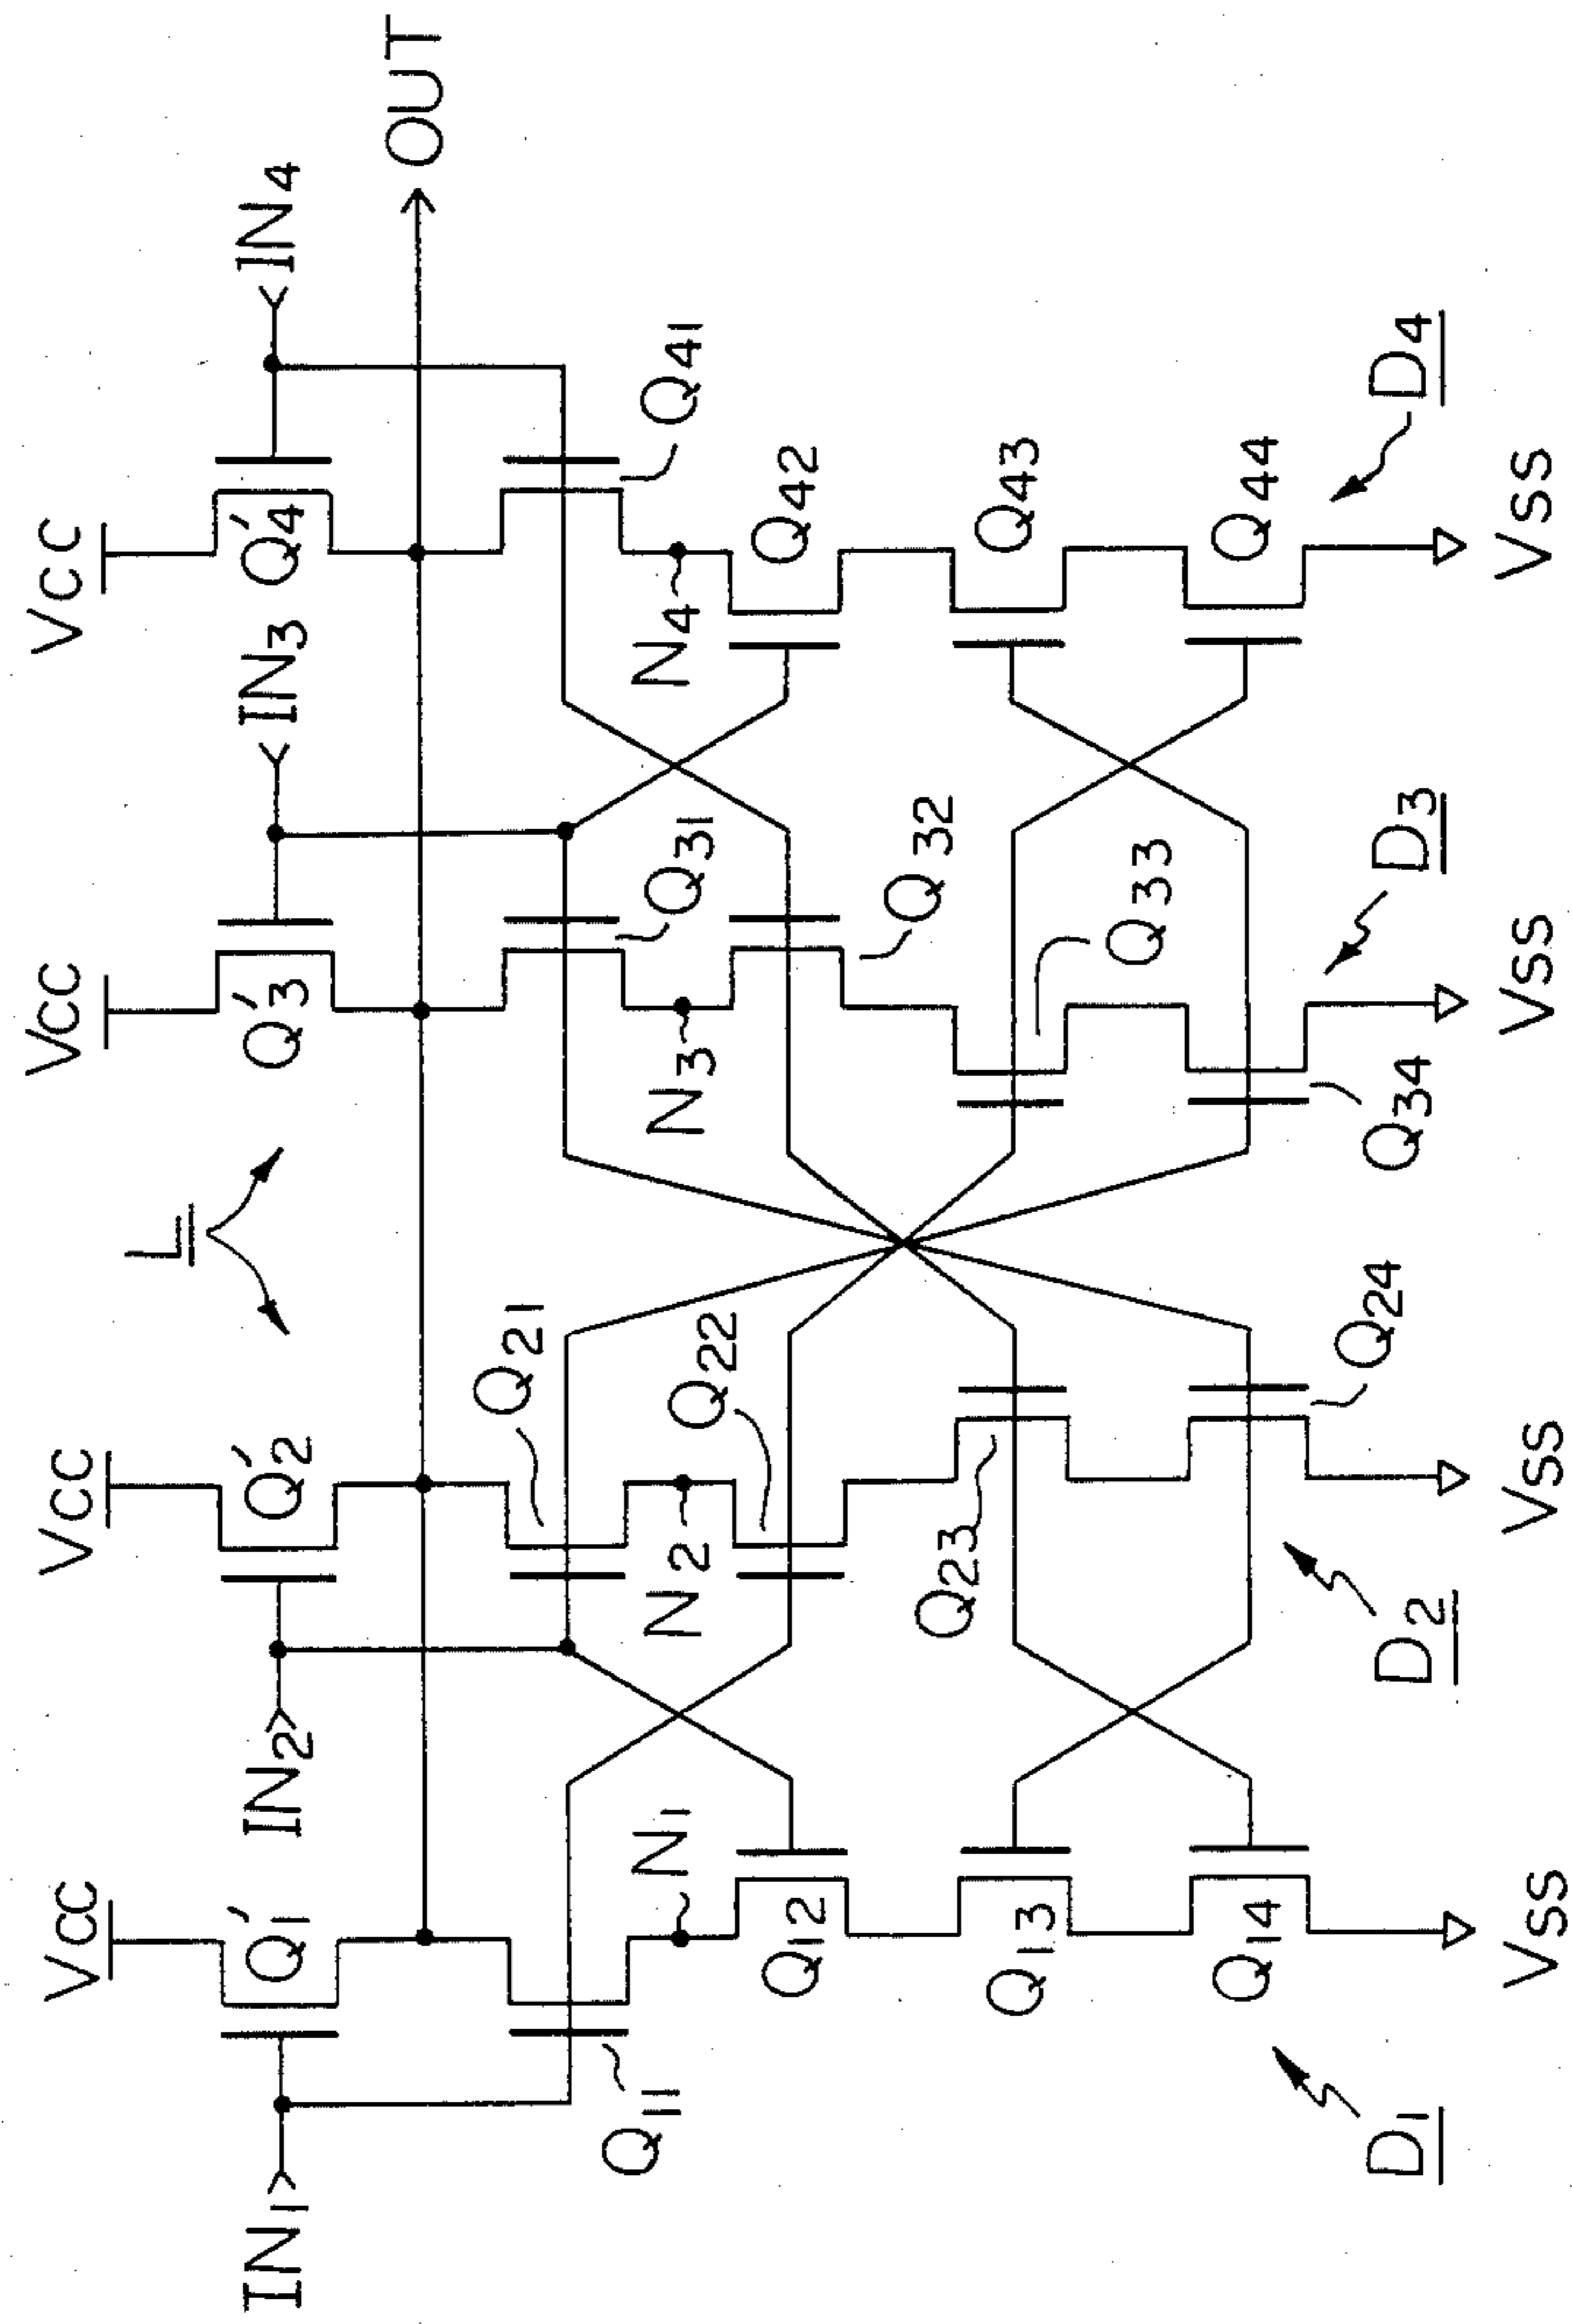 VCC VCC VCC VCC
L
IN1 Q'1 IN2 Q'2 Q'3 IN3 Q'4 IN4
OUT
Q11 N1 Q21 N2 Q22 N3 Q31 N4 Q41
Q12 Q32 Q42
Q13 Q23 Q33 Q43
Q14 Q24 Q34 Q44
D1 D2 D3 D4
VSS VSS VSS VSS